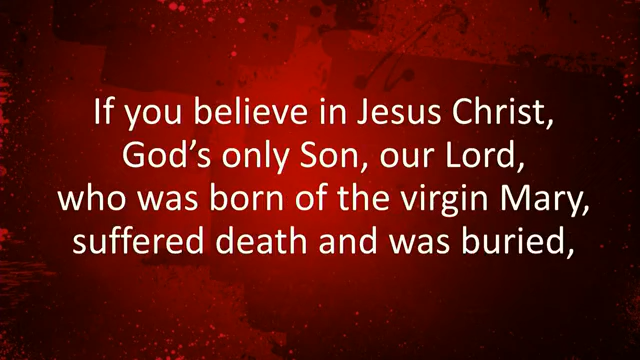 If you believe in Jesus Christ,
God’s only Son, our Lord,
who was born of the virgin Mary,
suffered death and was buried,